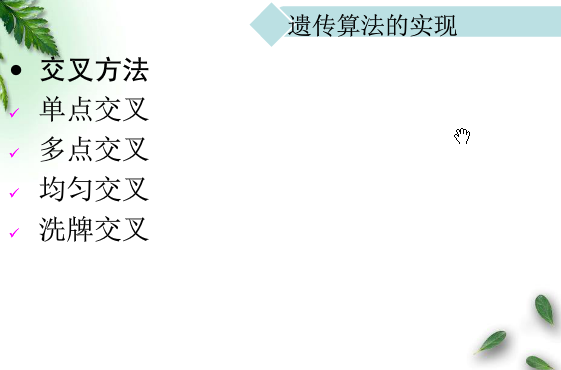 遗传算法的实现
• 交叉方法
✓ 单点交叉
✓ 多点交叉
✓ 均匀交叉
✓ 洗牌交叉